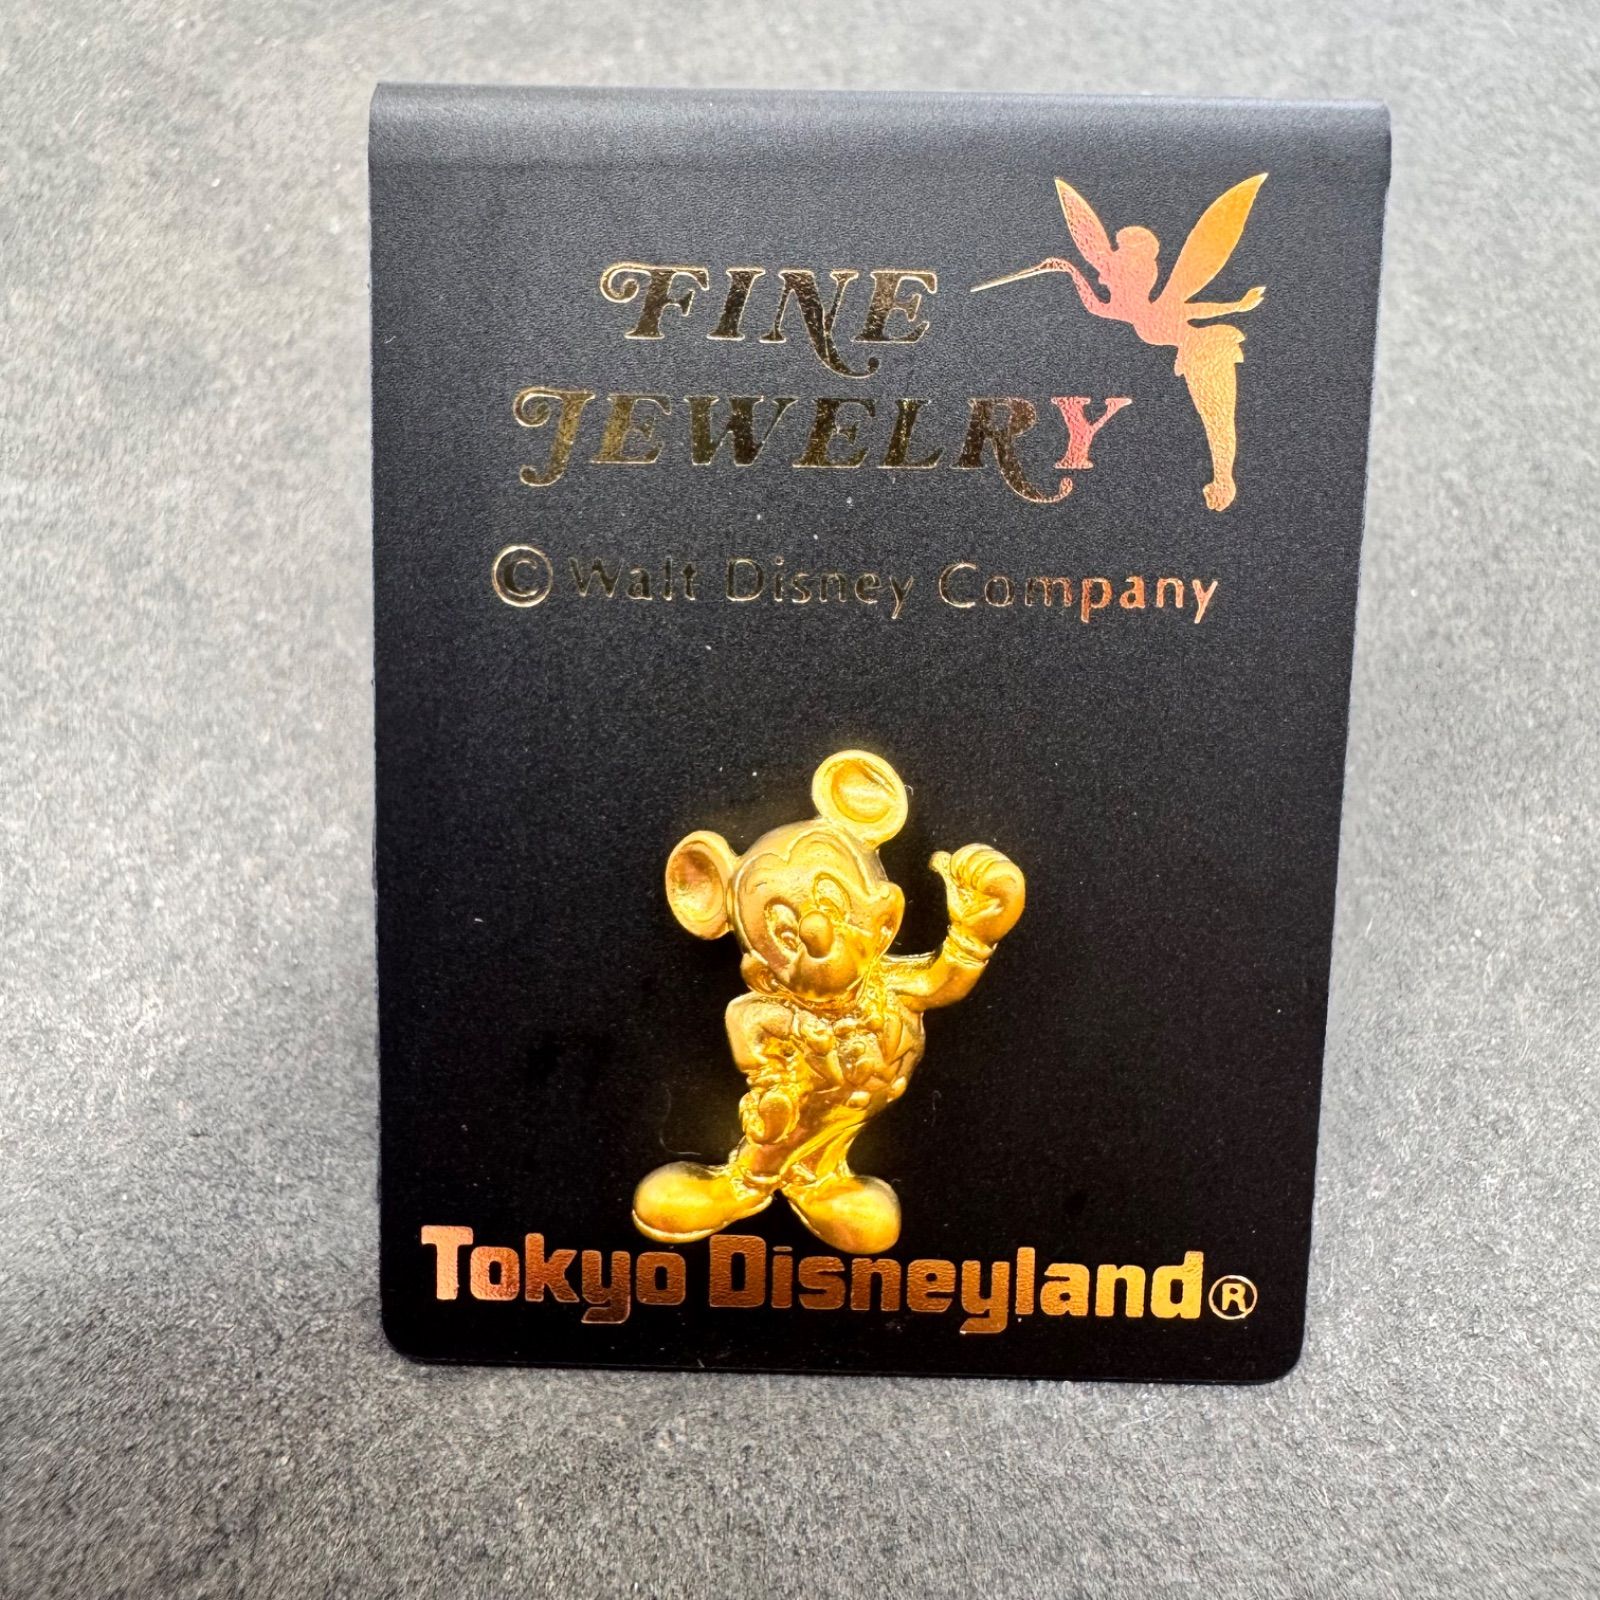 FINE
JEWELRY
© Walt Disney Company
Tokyo Disneyland®